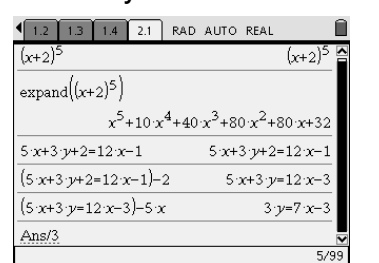 1.2 1.3 1.4 2.1 RAD AUTO REAL
(x+2)^5 (x+2)^5
expand((x+2)^5)
x^5+10·x^4+40·x^3+80·x^2+80·x+32
5·x+3·y+2=12·x−1 5·x+3·y+2=12·x−1
(5·x+3·y+2=12·x−1)−2 5·x+3·y=12·x−3
(5·x+3·y=12·x−3)−5·x 3·y=7·x−3
Ans/3
5/99